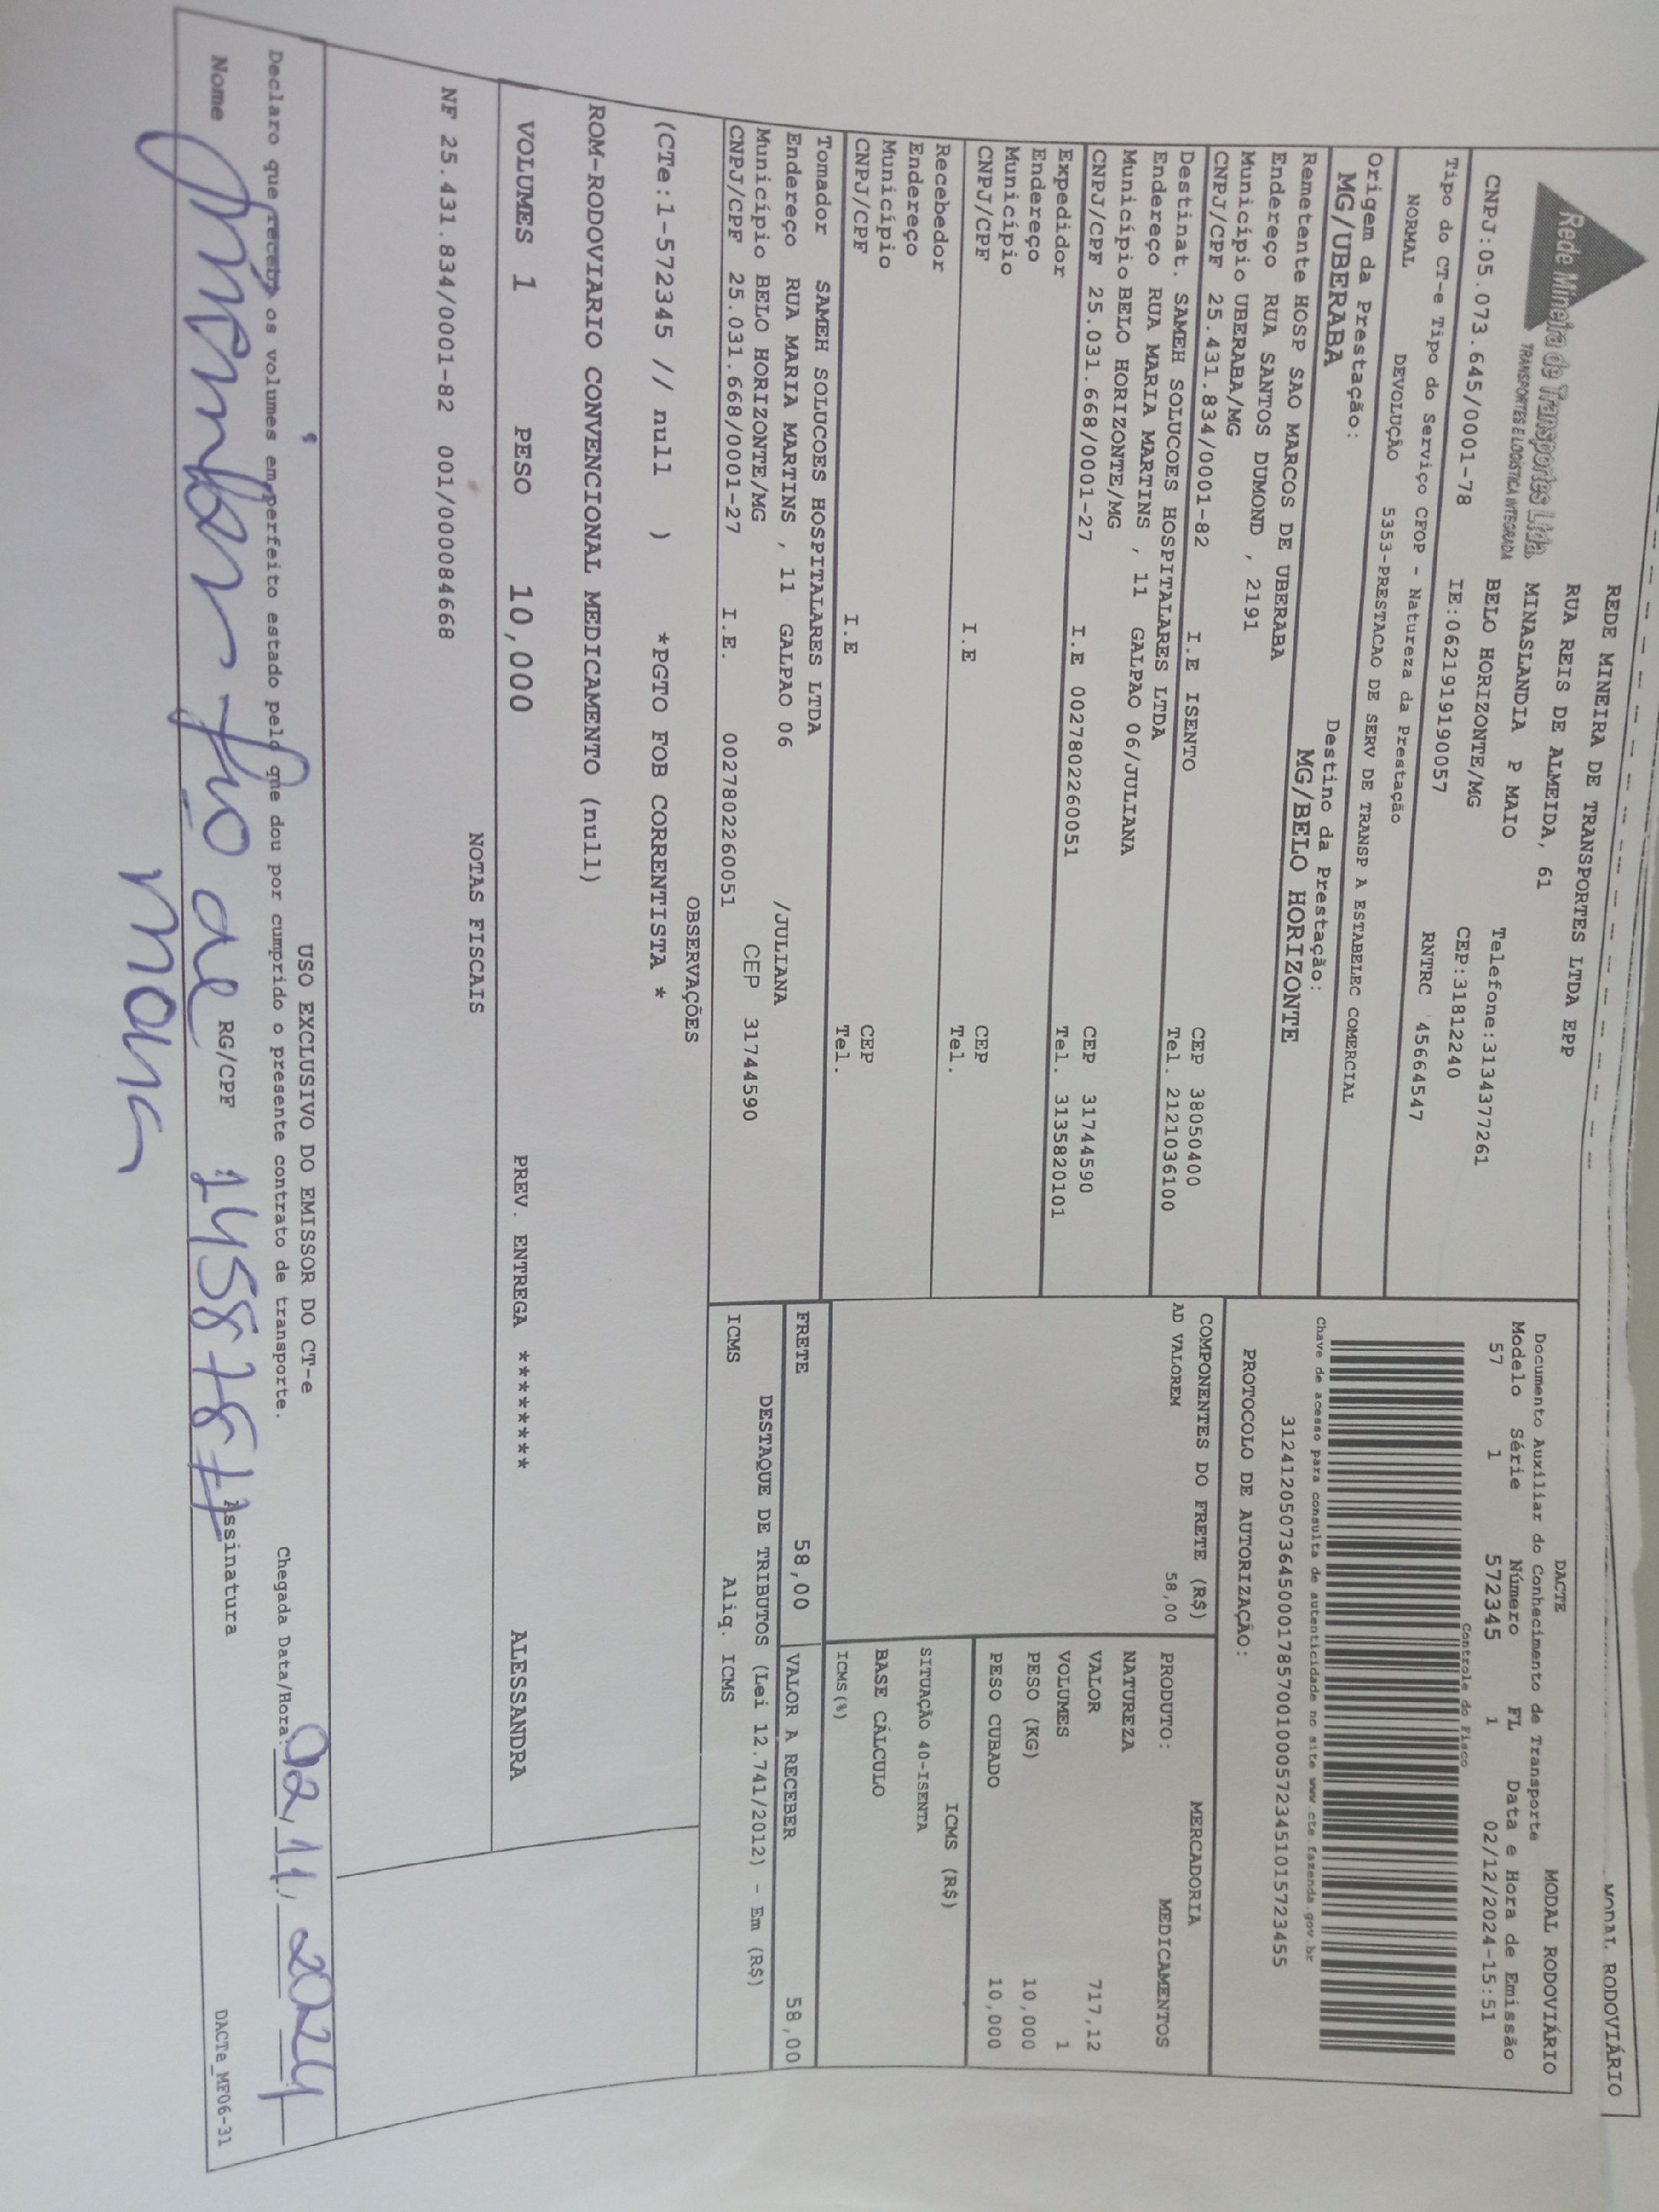 MODAL RODOVIÁRIO
Rede Mineira de Transportes Ltda.
TRANSPORTES E LOGÍSTICA INTEGRADA
REDE MINEIRA DE TRANSPORTES LTDA EPP
RUA REIS DE ALMEIDA, 61
MINASLANDIA P MAIO
BELO HORIZONTE/MG
Telefone:3134377261
CNPJ:05.073.645/0001-78
IE:0621919190057
CEP:31812240
Tipo do CT-e Tipo do Serviço CFOP - Natureza da Prestação
RNTRC 45664547
NORMAL DEVOLUÇÃO 5353-PRESTACAO DE SERV DE TRANSP A ESTABELEC COMERCIAL
Origem da Prestação: Destino da Prestação:
MG/UBERABA MG/BELO HORIZONTE
Remetente HOSP SAO MARCOS DE UBERABA
Endereço RUA SANTOS DUMOND , 2191
Município UBERABA/MG CEP 38050400
CNPJ/CPF 25.431.834/0001-82 I.E ISENTO Tel. 2121036100
Destinat. SAMEH SOLUCOES HOSPITALARES LTDA
Endereço RUA MARIA MARTINS , 11 GALPAO 06/JULIANA
Município BELO HORIZONTE/MG CEP 31744590
CNPJ/CPF 25.031.668/0001-27 I.E 0027802260051 Tel. 3135820101
Expedidor
Endereço
Município CEP
CNPJ/CPF I.E Tel.
Recebedor
Endereço
Município CEP
CNPJ/CPF I.E Tel.
Tomador SAMEH SOLUCOES HOSPITALARES LTDA
Endereço RUA MARIA MARTINS , 11 GALPAO 06 /JULIANA
Município BELO HORIZONTE/MG CEP 31744590
CNPJ/CPF 25.031.668/0001-27 I.E. 0027802260051
DACTE
MODAL RODOVIÁRIO
Documento Auxiliar do Conhecimento de Transporte
Modelo Série Número FL Data e Hora de Emissão
57 1 572345 1 02/12/2024-15:51
Controle do Fisco
Chave de acesso para consulta de autenticidade no site www.cte.fazenda.gov.br
31241205073645000178570010005723451015723455
PROTOCOLO DE AUTORIZAÇÃO:
COMPONENTES DO FRETE (R$)
AD VALOREM 58,00
MERCADORIA
PRODUTO: MEDICAMENTOS
NATUREZA
VALOR 717,12
VOLUMES 1
PESO (KG) 10,000
PESO CUBADO 10,000
ICMS (R$)
SITUAÇÃO 40-ISENTA
BASE CÁLCULO
ICMS(%)
FRETE 58,00 VALOR A RECEBER 58,00
DESTAQUE DE TRIBUTOS (Lei 12.741/2012) - Em (R$)
ICMS Aliq. ICMS
OBSERVAÇÕES
(CTe:1-572345 // null ) *PGTO FOB CORRENTISTA *
ROM-RODOVIARIO CONVENCIONAL MEDICAMENTO (null)
VOLUMES 1 PESO 10,000 PREV. ENTREGA ******** ALESSANDRA
NOTAS FISCAIS
NF 25.431.834/0001-82 001/000084668
USO EXCLUSIVO DO EMISSOR DO CT-e
Declaro que recebi os volumes em perfeito estado pelo que dou por cumprido o presente contrato de transporte.
Chegada Data/Hora: 02/11/2024
Nome
RG/CPF
Assinatura
DACTe_MF06-31